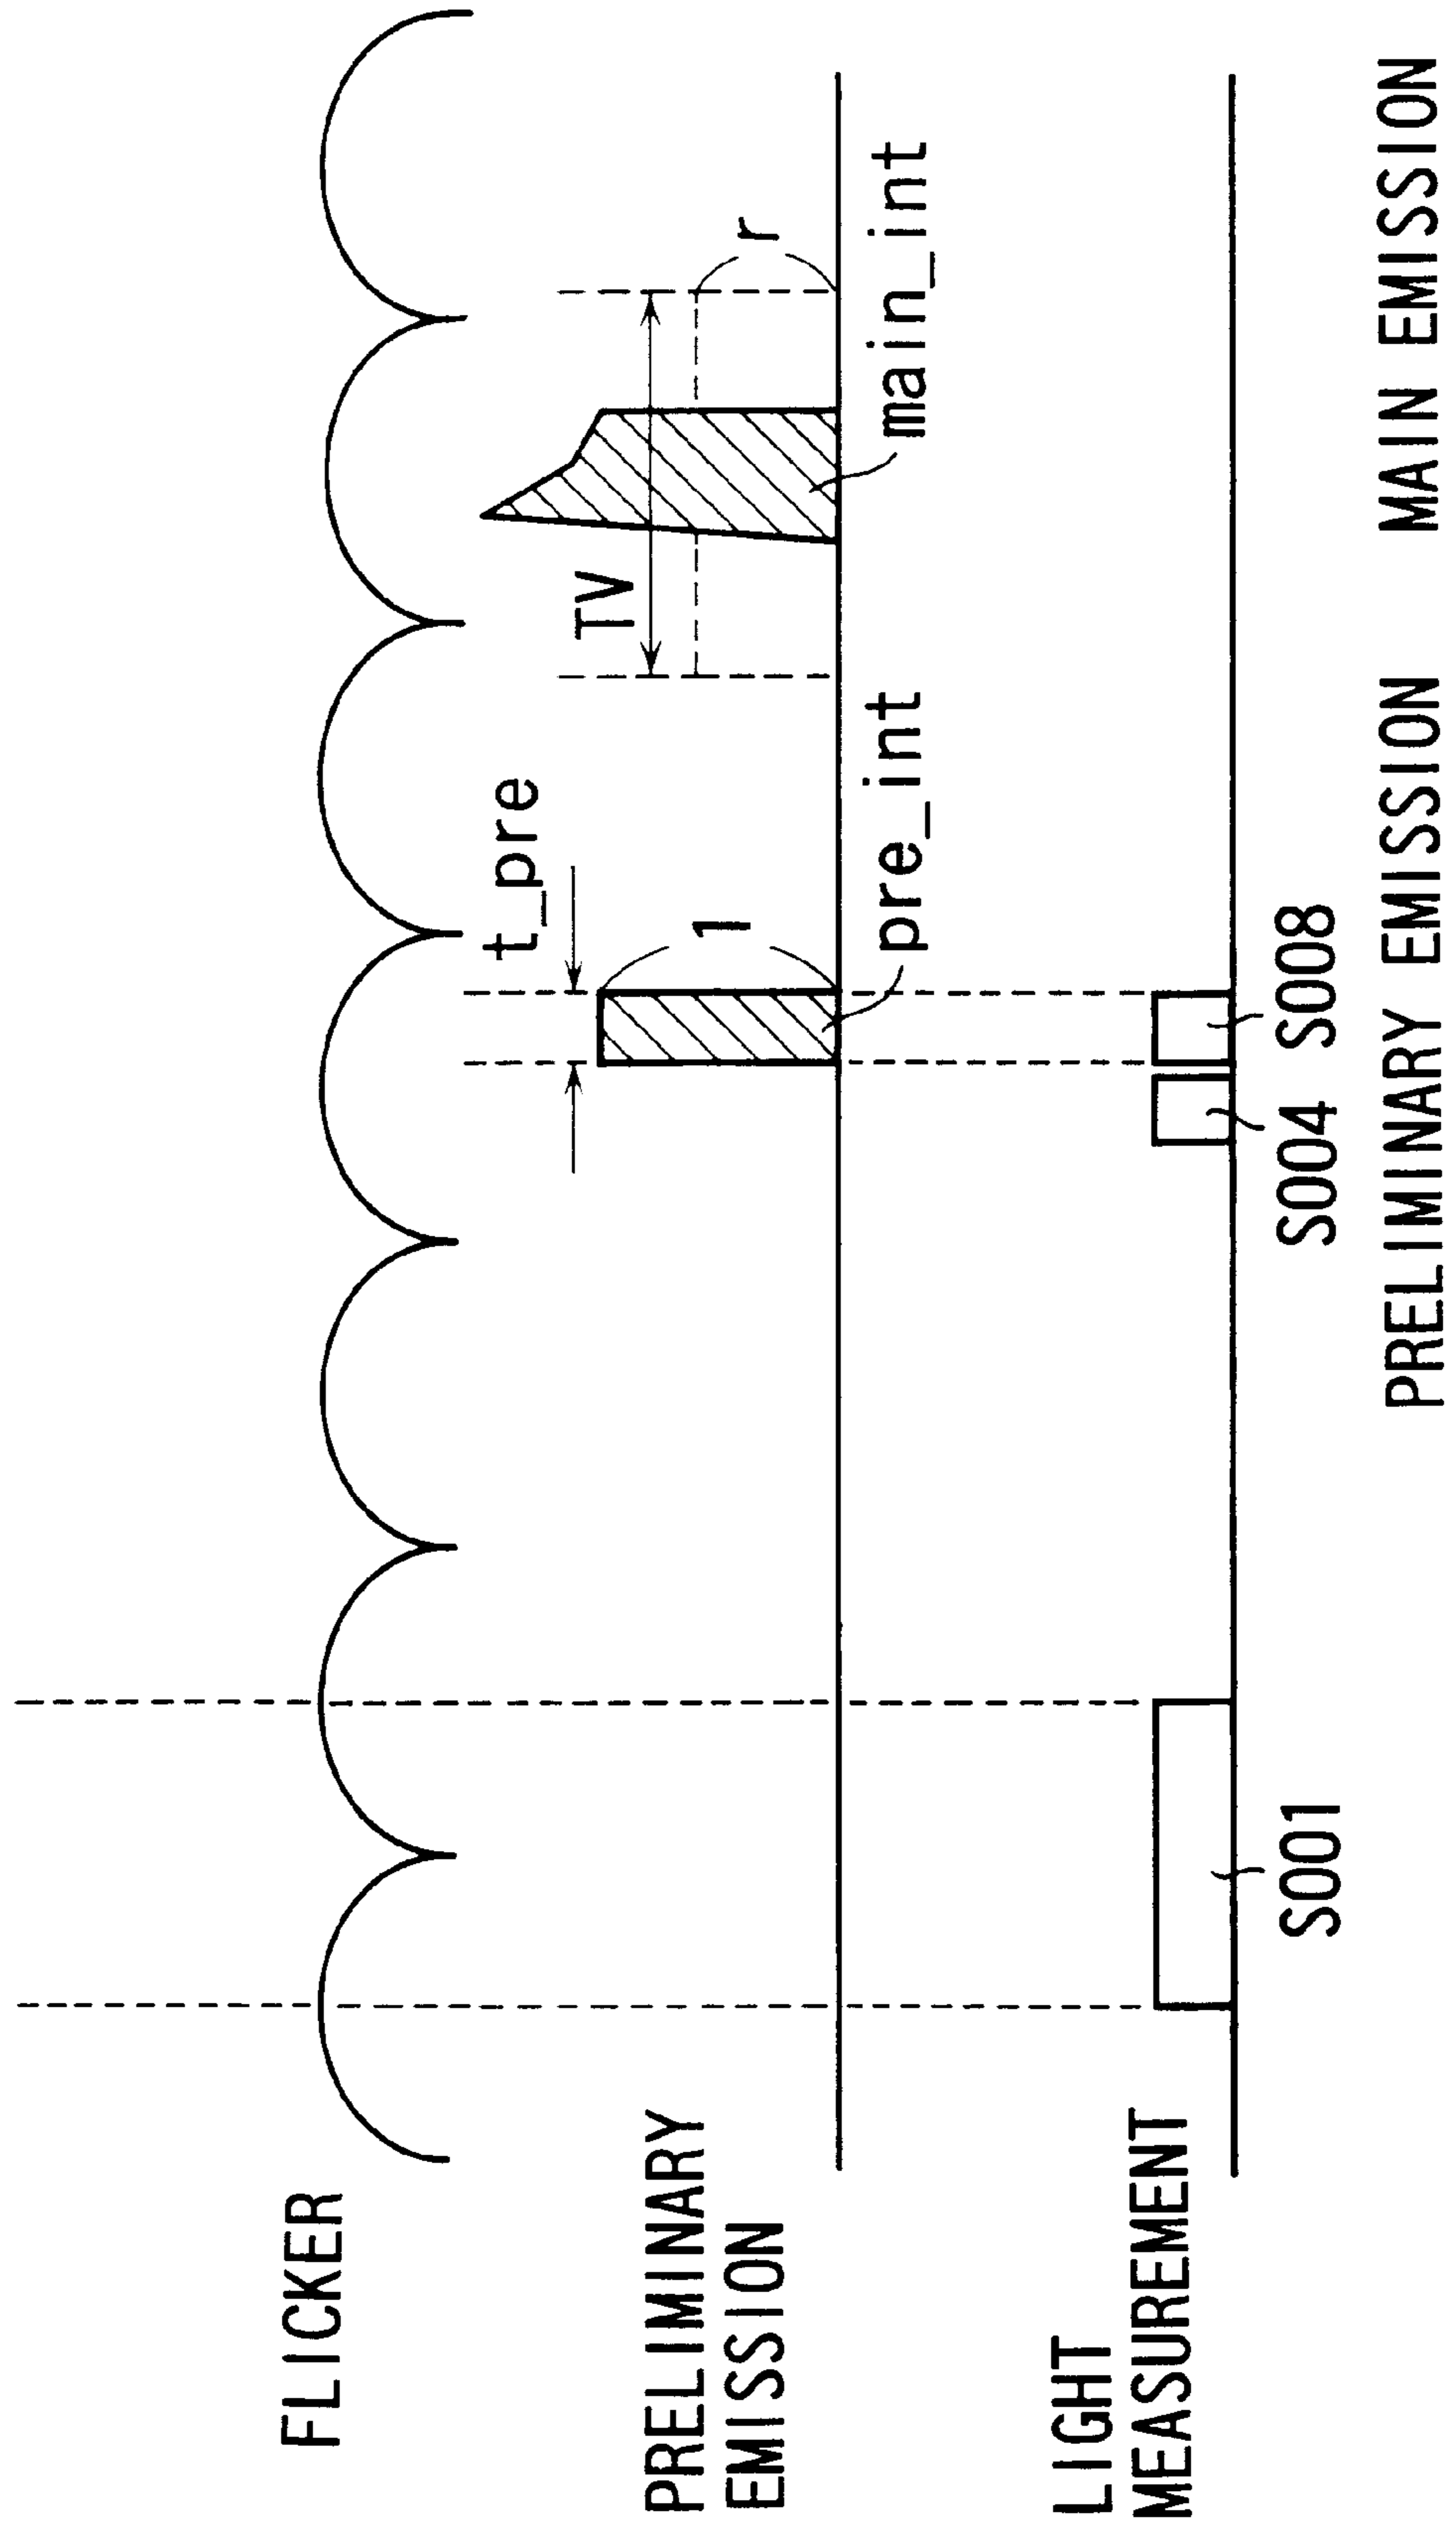 FLICKER
PRELIMINARY
EMISSION
t_pre
1
pre_int
TV
r
main_int
LIGHT
MEASUREMENT
S001
S004
S008
PRELIMINARY EMISSION
MAIN EMISSION